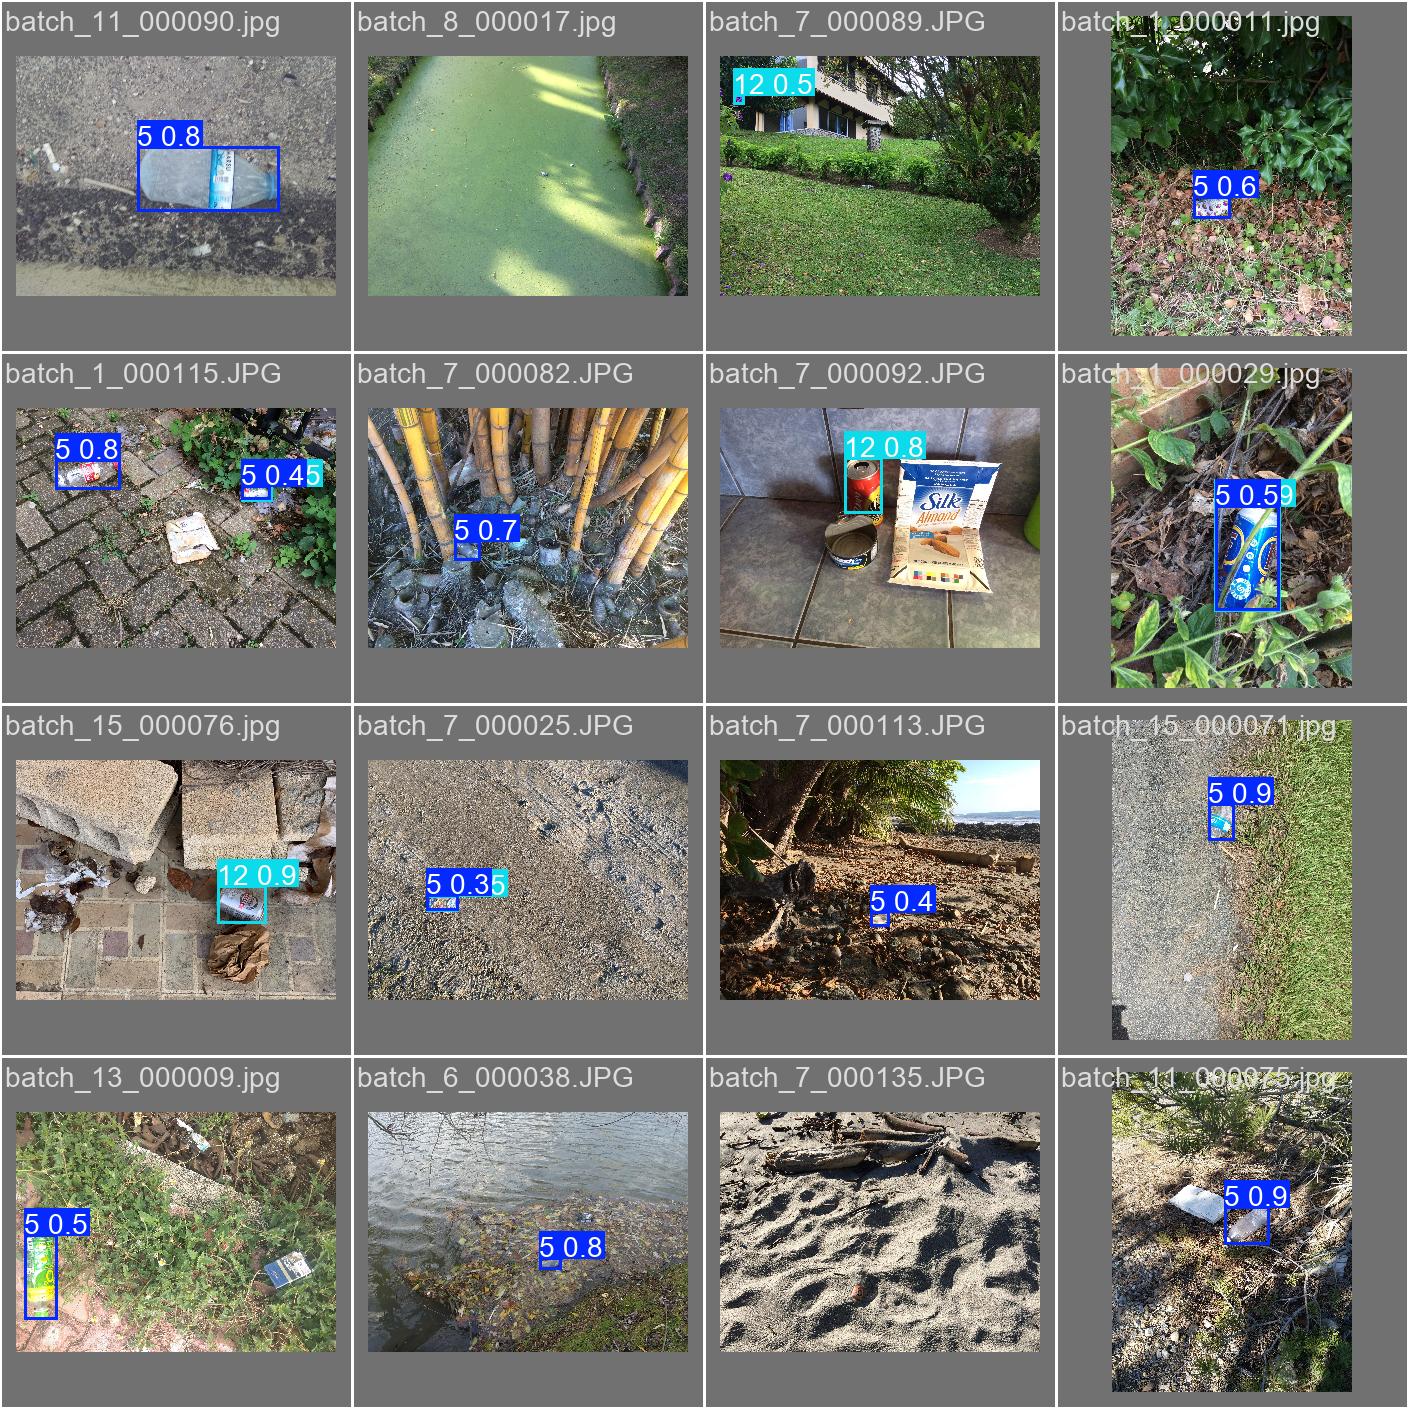 batch_11_000090.jpg
batch_8_000017.jpg
batch_7_000089.JPG
batch_1_000011.jpg
5 0.8
12 0.5
5 0.6
batch_1_000115.JPG
batch_7_000082.JPG
batch_7_000092.JPG
batch_1_000029.jpg
5 0.8
5 0.45
5 0.7
12 0.8
Silk
Almond
5 0.59
batch_15_000076.jpg
batch_7_000025.JPG
batch_7_000113.JPG
batch_15_000071.jpg
12 0.9
5 0.35
5 0.4
5 0.9
batch_13_000009.jpg
batch_6_000038.JPG
batch_7_000135.JPG
batch_11_000075.jpg
5 0.5
5 0.8
5 0.9